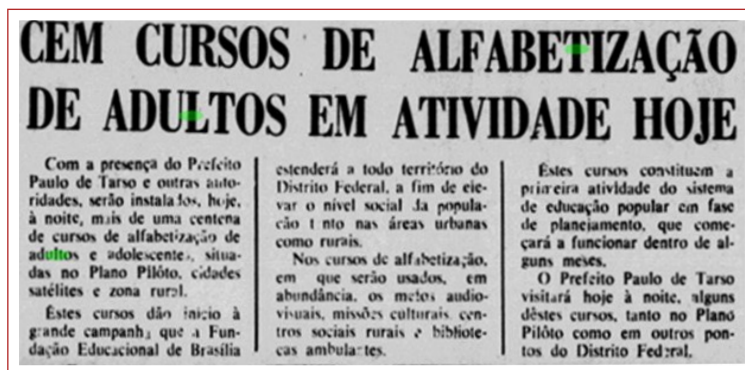 CEM CURSOS DE ALFABETIZAÇÃO
DE ADULTOS EM ATIVIDADE HOJE
Com a presença do Prefeito
Paulo de Tarso e outras auto-
ridades, serão instalados, hoje,
à noite, mais de uma centena
de cursos de alfabetização de
adultos e adolescentes, situa-
das no Plano Pilôto, cidades
satélites e zona rural.
Êstes cursos dão início à
grande campanha que a Fun-
dação Educacional de Brasília
estenderá a todo território do
Distrito Federal, a fim de ele-
var o nível social da popula-
ção tanto nas áreas urbanas
como rurais.
Nos cursos de alfabetização,
em que serão usados, em
abundância, os meios audio-
visuais, missões culturais, cen-
tros sociais rurais e bibliote-
cas ambulantes.
Êstes cursos constituem a
primeira atividade do sistema
de educação popular em fase
de planejamento, que come-
çará a funcionar dentro de al-
guns meses.
O Prefeito Paulo de Tarso
visitará hoje à noite, alguns
dêstes cursos, tanto no Plano
Pilôto como em outros pon-
tos do Distrito Federal.